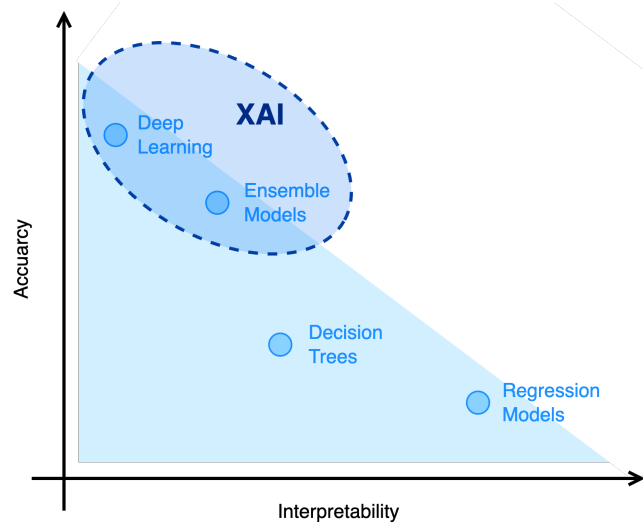 XAI
Deep
Learning
Ensemble
Models
Decision
Trees
Regression
Models
Accuarcy
Interpretability